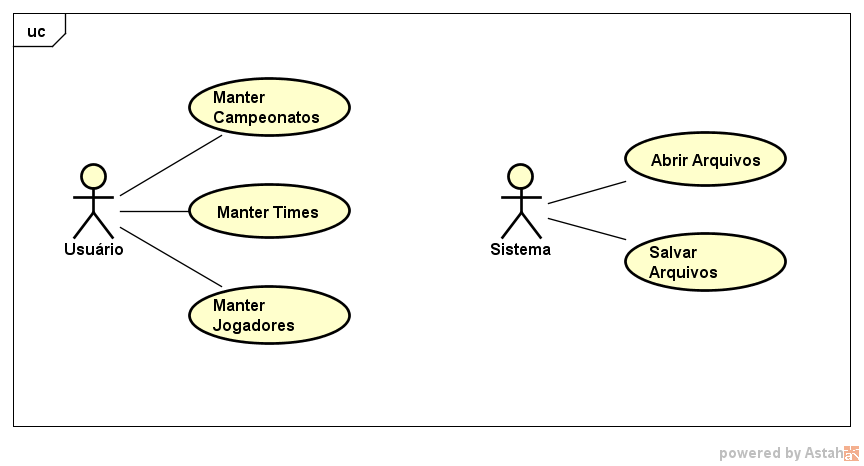 uc
Manter
Campeonatos
Manter Times
Usuário
Manter
Jogadores
Abrir Arquivos
Sistema
Salvar
Arquivos
powered by Astah